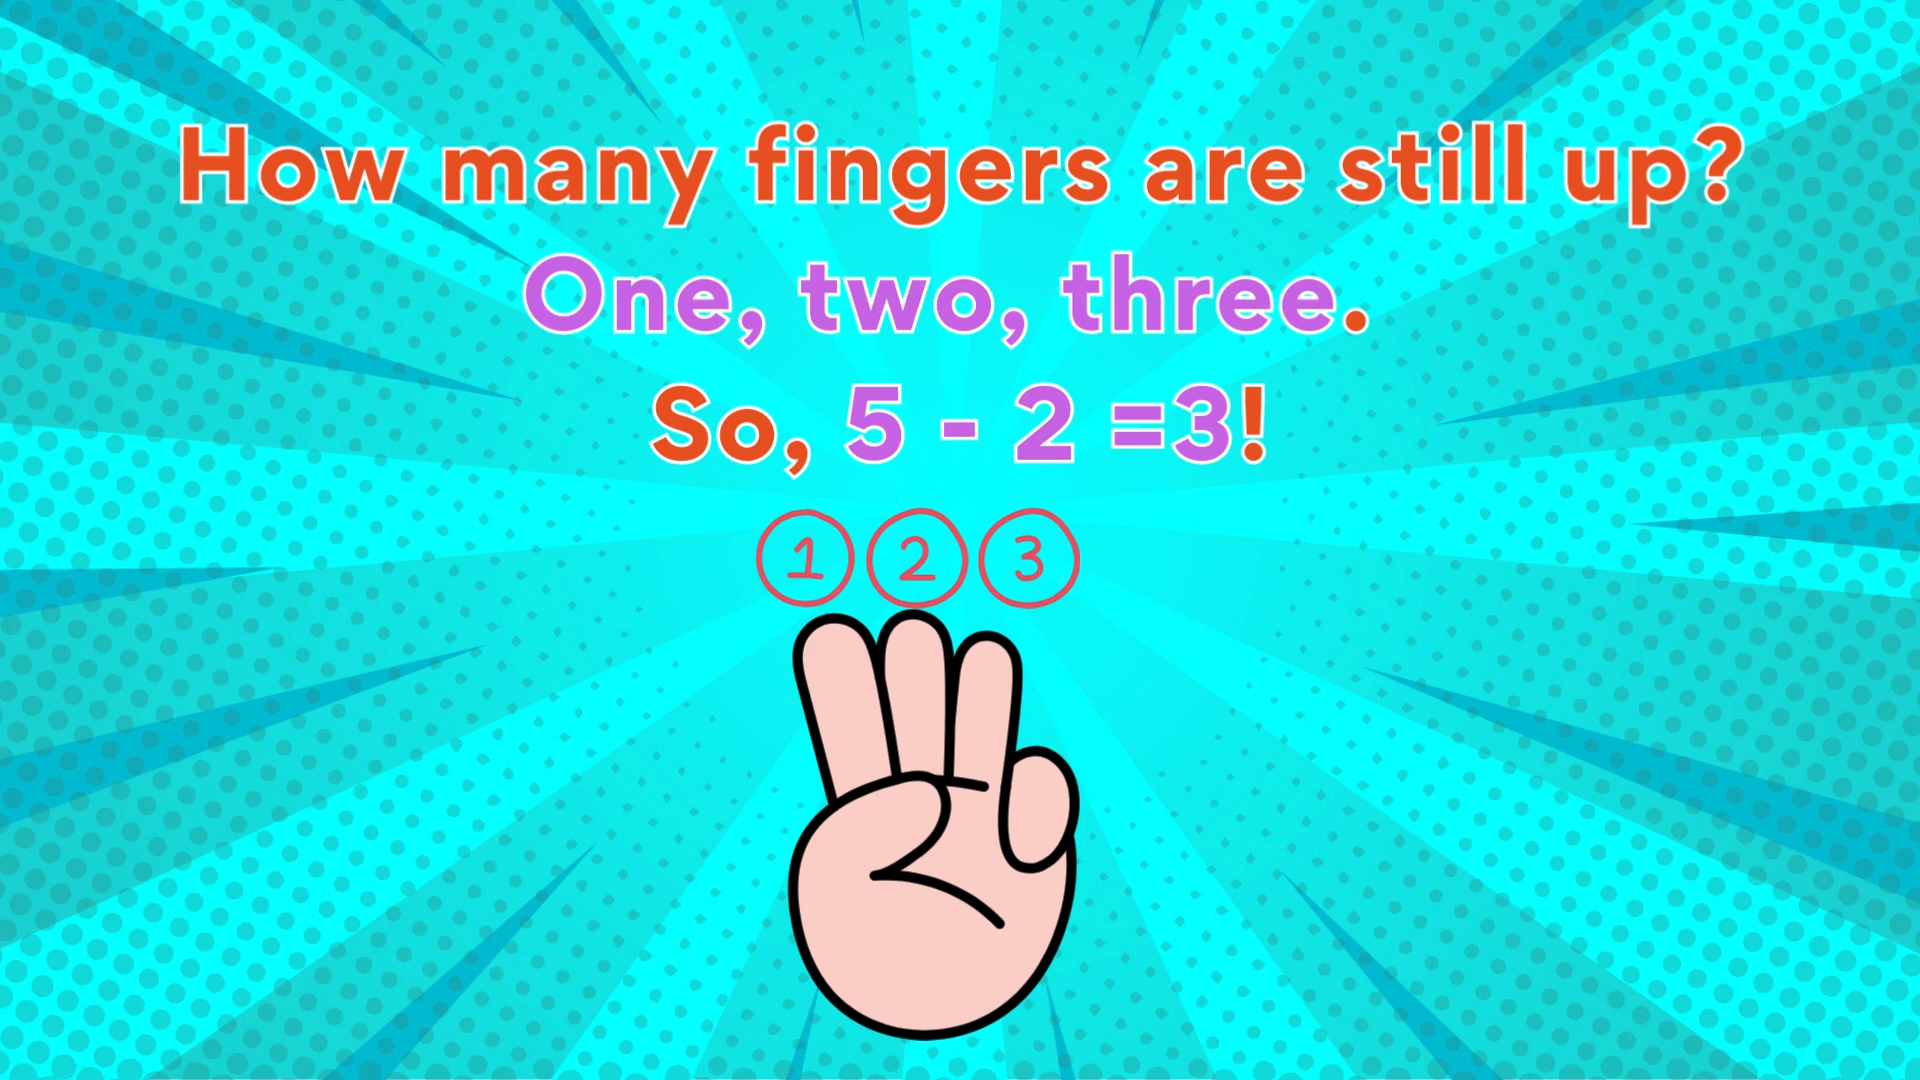 How many fingers are still up?
One, two, three.
So, 5 - 2 =3!
1 2 3